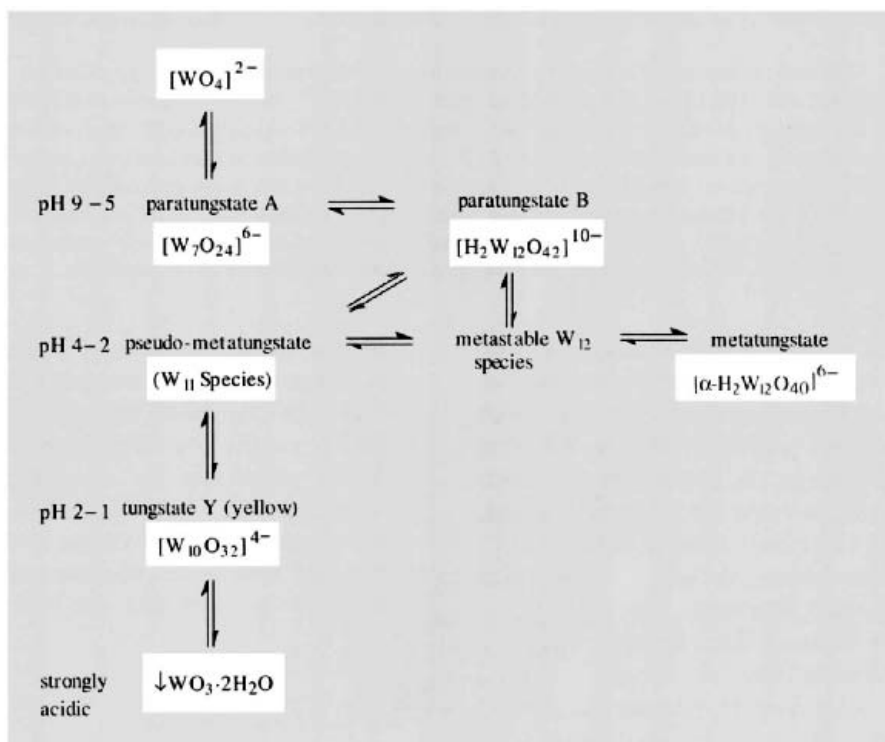 [WO₄]²⁻
pH 9 – 5 paratungstate A paratungstate B
[W₇O₂₄]⁶⁻ [H₂W₁₂O₄₂]¹⁰⁻
pH 4 – 2 pseudo-metatungstate metastable W₁₂ metatungstate
species
(W₁₁ Species) [α-H₂W₁₂O₄₀]⁶⁻
pH 2 – 1 tungstate Y (yellow)
[W₁₀O₃₂]⁴⁻
strongly ↓WO₃·2H₂O
acidic